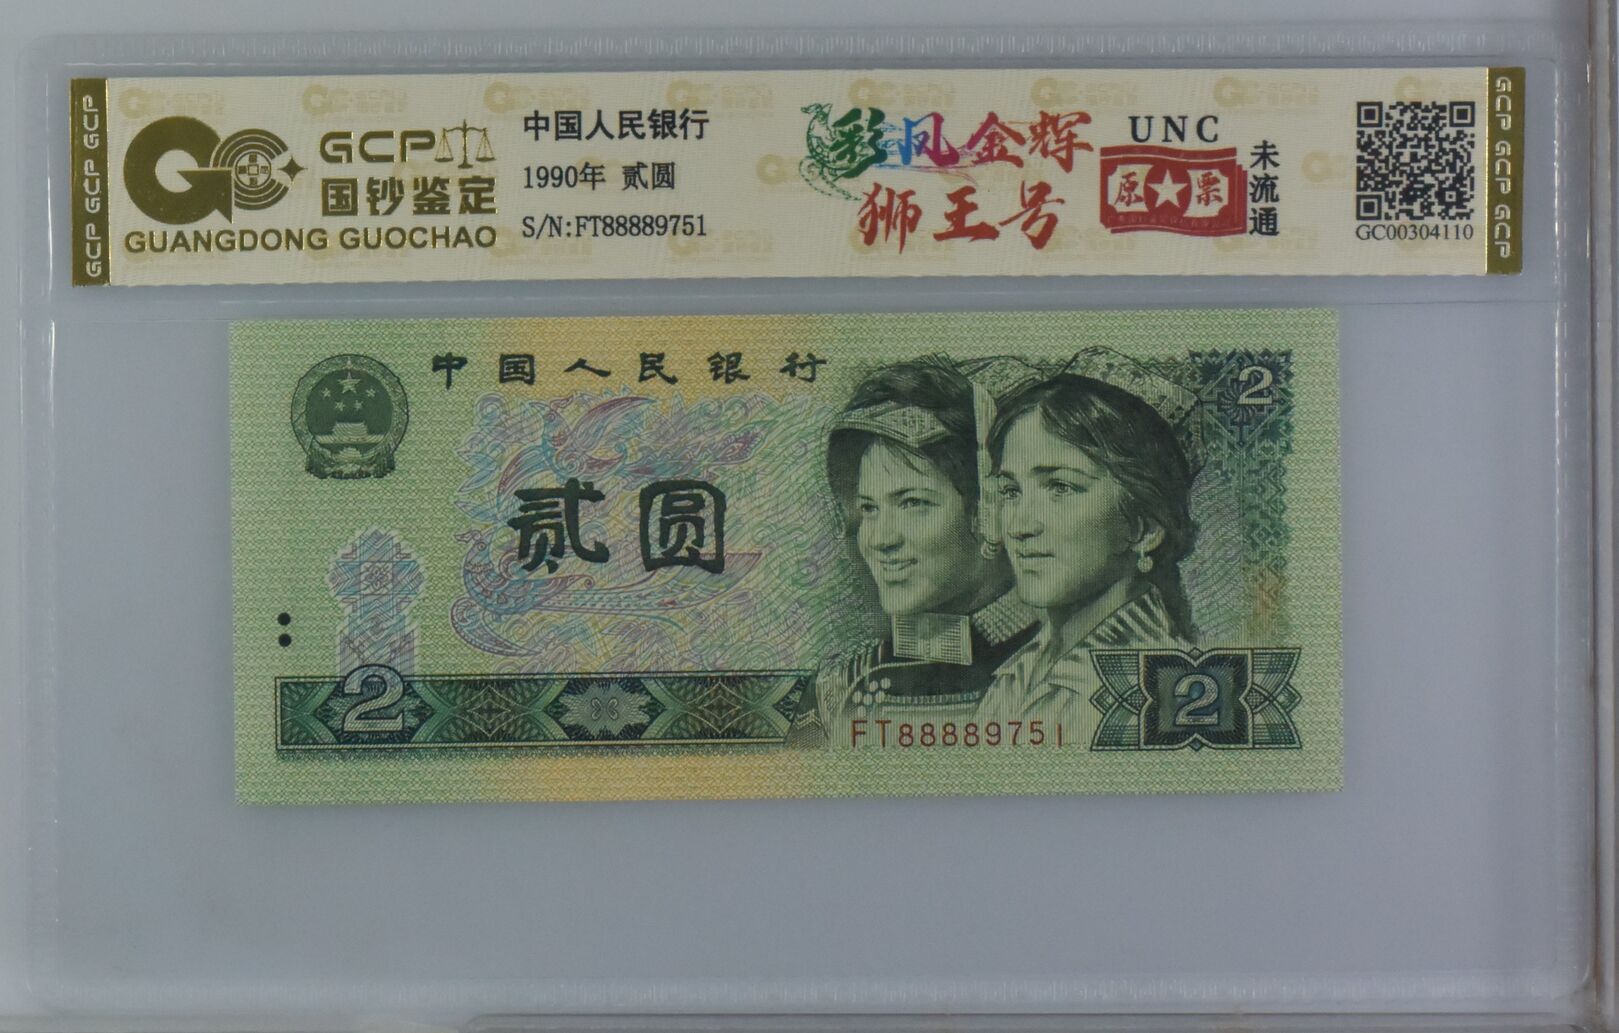 GCP GCP GCP
GCP
国钞鉴定
GUANGDONG GUOCHAO
中国人民银行
1990年 贰圆
S/N:FT88889751
彩凤金辉
狮王号
UNC
原票
未流通
GC00304110
GCP GCP GCP
中国人民银行
2
贰圆
2
FT88889751
2